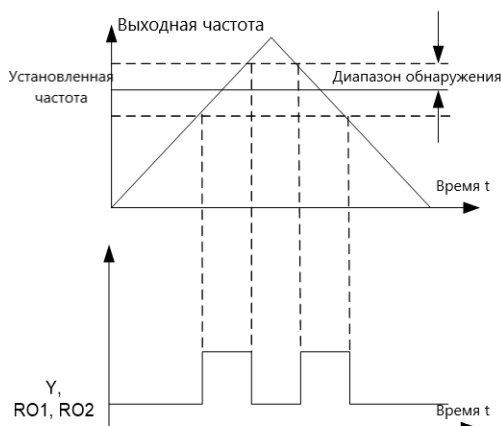 Выходная частота
Установленная
частота
Диапазон обнаружения
Время t
Y,
RO1, RO2
Время t